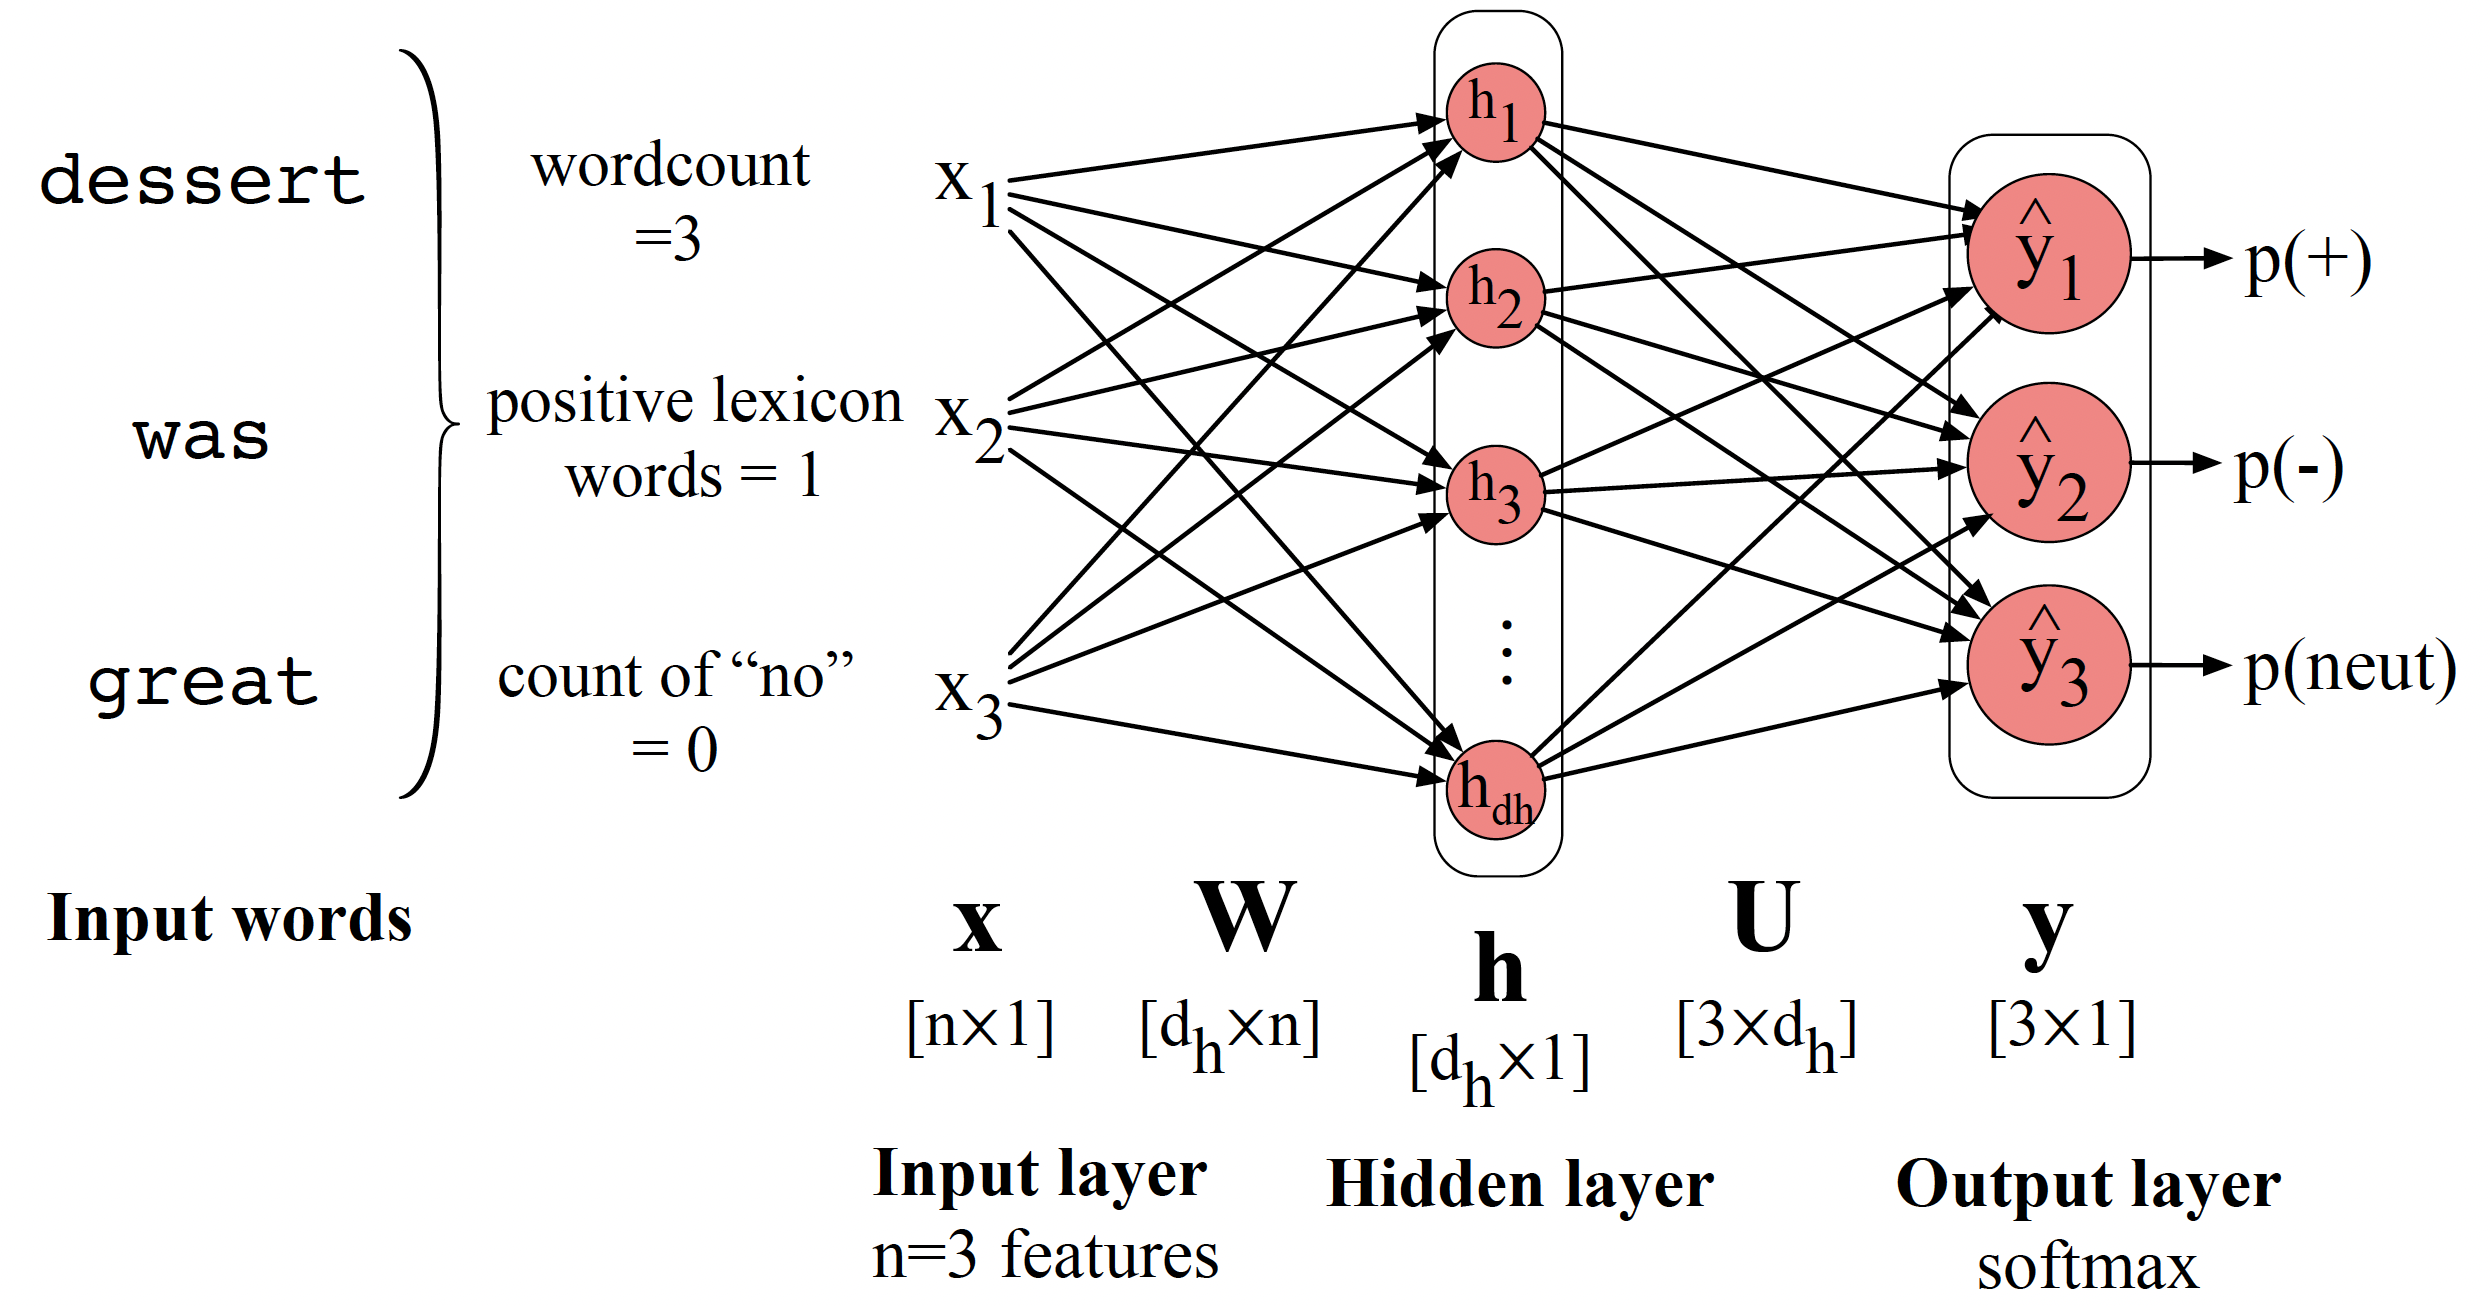 dessert
was
great
Input words
wordcount
=3
positive lexicon
words = 1
count of “no”
= 0
x1
x2
x3
h1
h2
h3
⋮
hdh
ŷ1
ŷ2
ŷ3
p(+)
p(-)
p(neut)
x
[n×1]
W
[dh×n]
h
[dh×1]
U
[3×dh]
y
[3×1]
Input layer
n=3 features
Hidden layer
Output layer
softmax